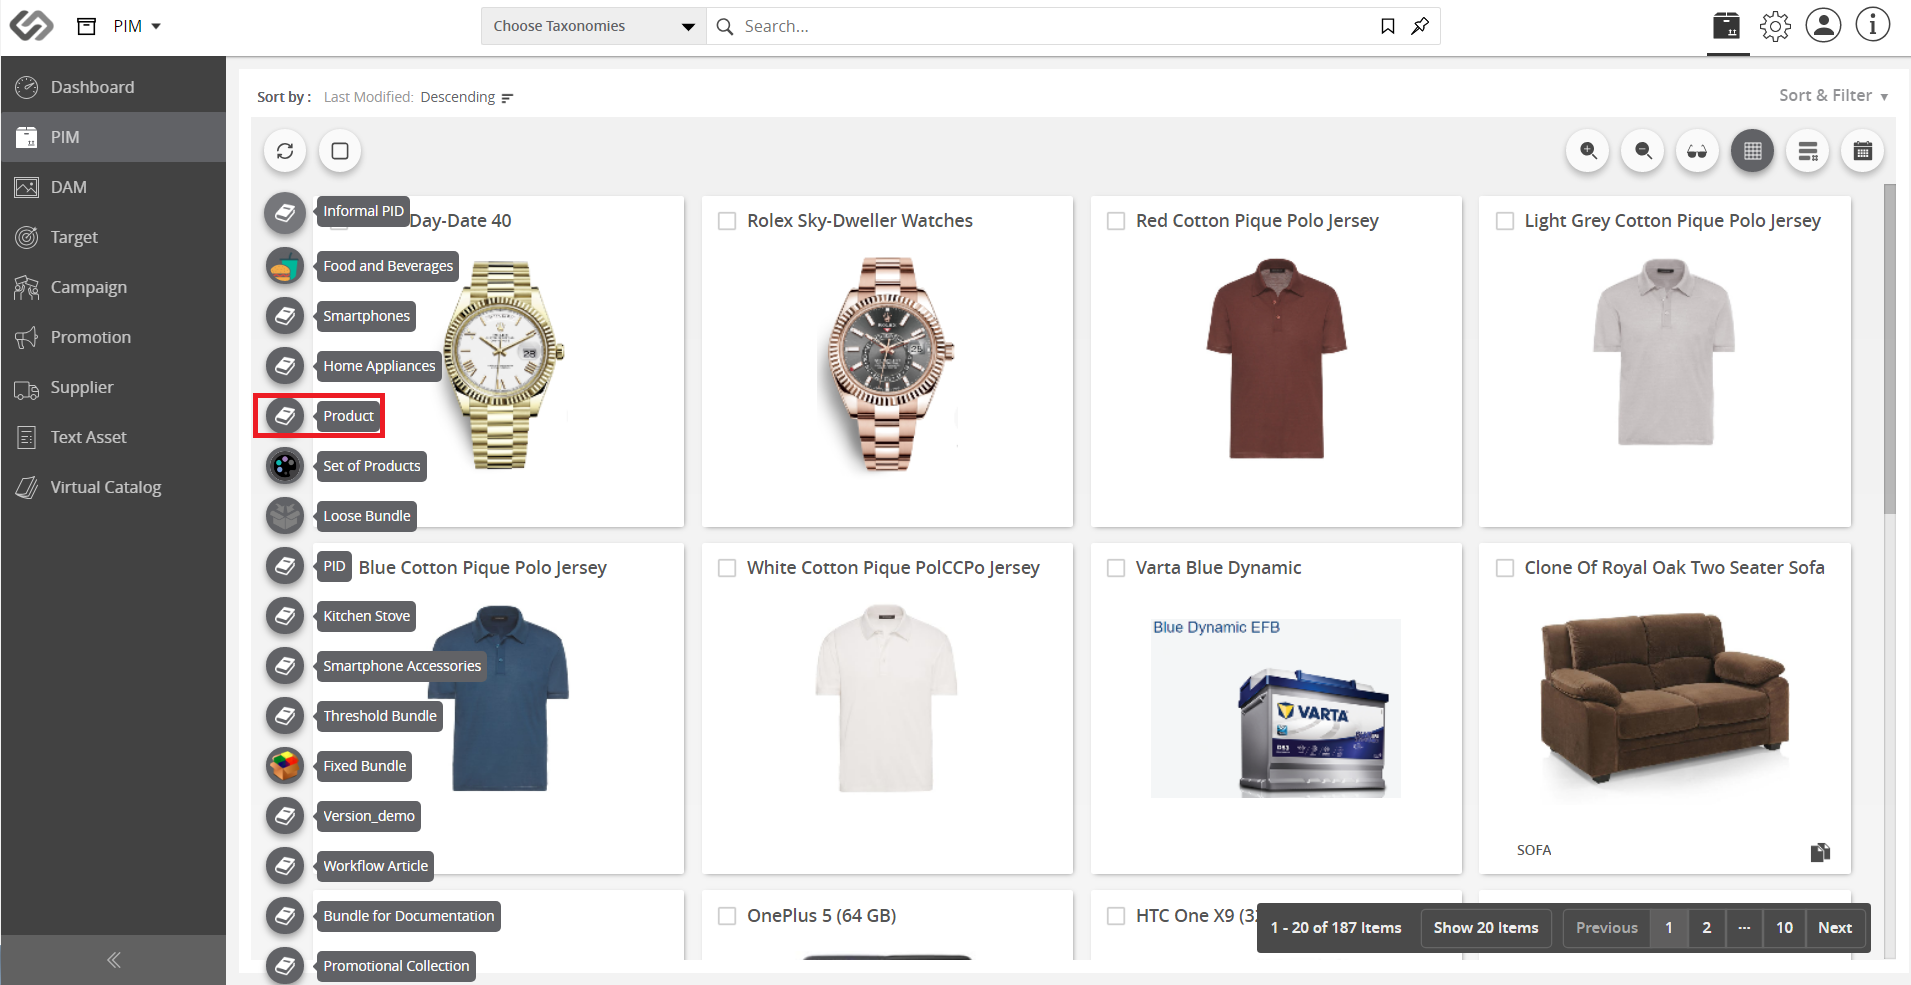 PIM
Choose Taxonomies
Search...
Dashboard
PIM
DAM
Target
Campaign
Promotion
Supplier
Text Asset
Virtual Catalog
Sort by : Last Modified: Descending
Sort & Filter
Informal PID
Food and Beverages
Smartphones
Home Appliances
Product
Set of Products
Loose Bundle
PID
Kitchen Stove
Smartphone Accessories
Threshold Bundle
Fixed Bundle
Version_demo
Workflow Article
Bundle for Documentation
Promotional Collection
Day-Date 40
Rolex Sky-Dweller Watches
Red Cotton Pique Polo Jersey
Light Grey Cotton Pique Polo Jersey
28
Blue Cotton Pique Polo Jersey
White Cotton Pique PolCCPo Jersey
Varta Blue Dynamic
Clone Of Royal Oak Two Seater Sofa
Blue Dynamic EFB
VARTA
SOFA
OnePlus 5 (64 GB)
HTC One X9 (3
1 - 20 of 187 Items
Show 20 Items
Previous
1
2
...
10
Next